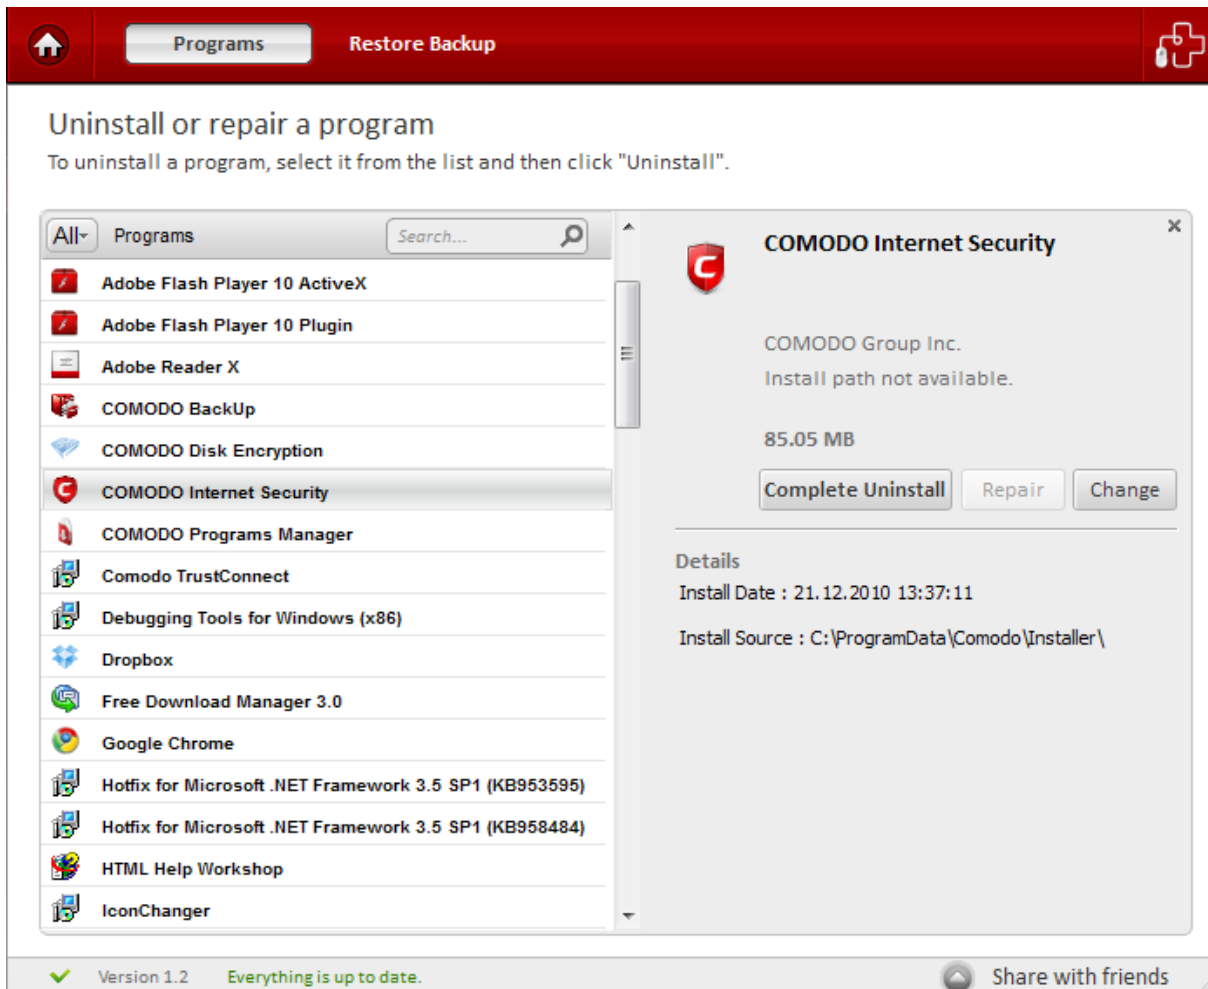 Programs Restore Backup
Uninstall or repair a program
To uninstall a program, select it from the list and then click "Uninstall".
All Programs Search...
Adobe Flash Player 10 ActiveX
Adobe Flash Player 10 Plugin
Adobe Reader X
COMODO BackUp
COMODO Disk Encryption
COMODO Internet Security
COMODO Programs Manager
Comodo TrustConnect
Debugging Tools for Windows (x86)
Dropbox
Free Download Manager 3.0
Google Chrome
Hotfix for Microsoft .NET Framework 3.5 SP1 (KB953595)
Hotfix for Microsoft .NET Framework 3.5 SP1 (KB958484)
HTML Help Workshop
IconChanger
COMODO Internet Security
COMODO Group Inc.
Install path not available.
85.05 MB
Complete Uninstall Repair Change
Details
Install Date : 21.12.2010 13:37:11
Install Source : C:\ProgramData\Comodo\Installer\
Version 1.2 Everything is up to date. Share with friends